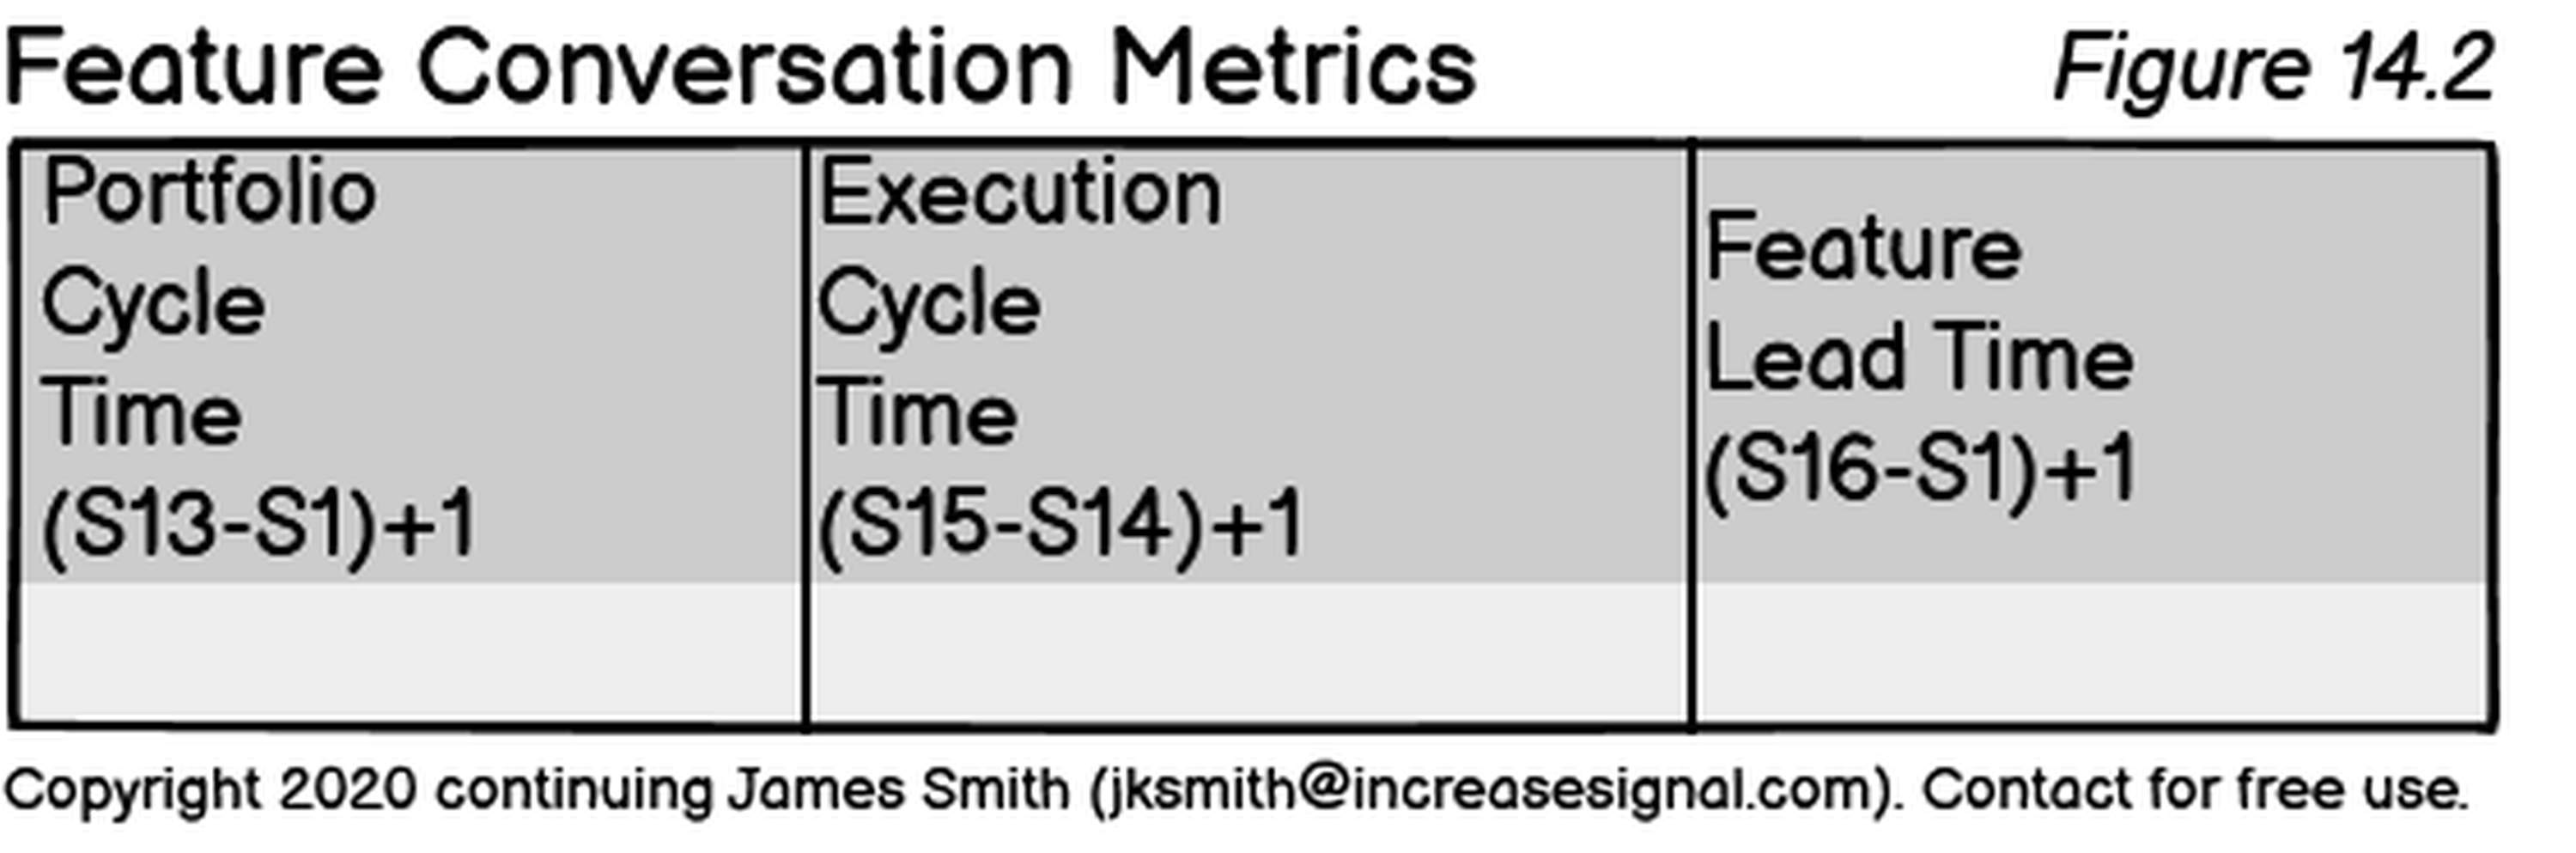 Feature Conversation Metrics
Figure 14.2
Portfolio
Cycle
Time
(S13-S1)+1
Execution
Cycle
Time
(S15-S14)+1
Feature
Lead Time
(S16-S1)+1
Copyright 2020 continuing James Smith (jksmith@increasesignal.com). Contact for free use.